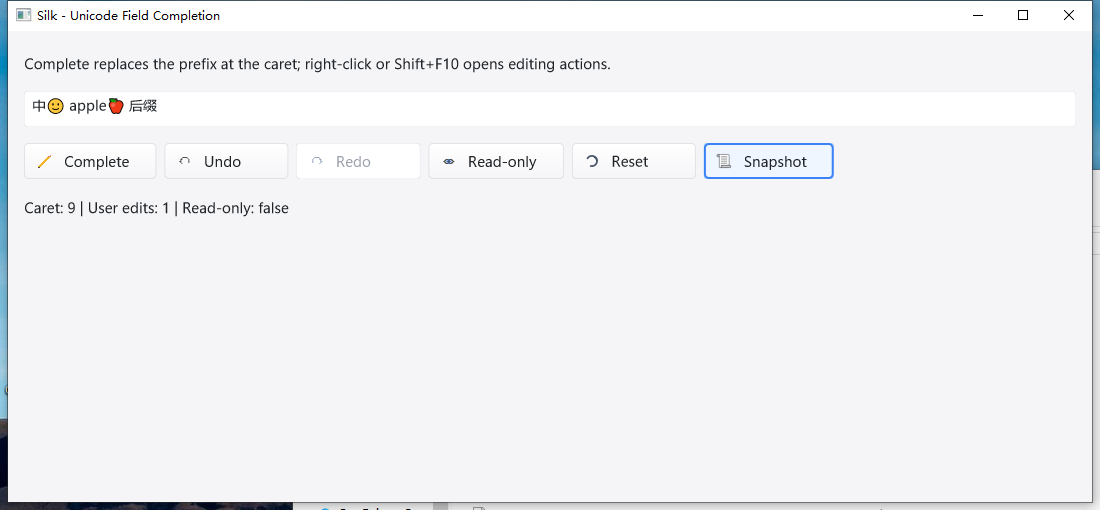 Silk - Unicode Field Completion
Complete replaces the prefix at the caret; right-click or Shift+F10 opens editing actions.
中🙂 apple🍎 后缀
Complete Undo Redo Read-only Reset Snapshot
Caret: 9 | User edits: 1 | Read-only: false